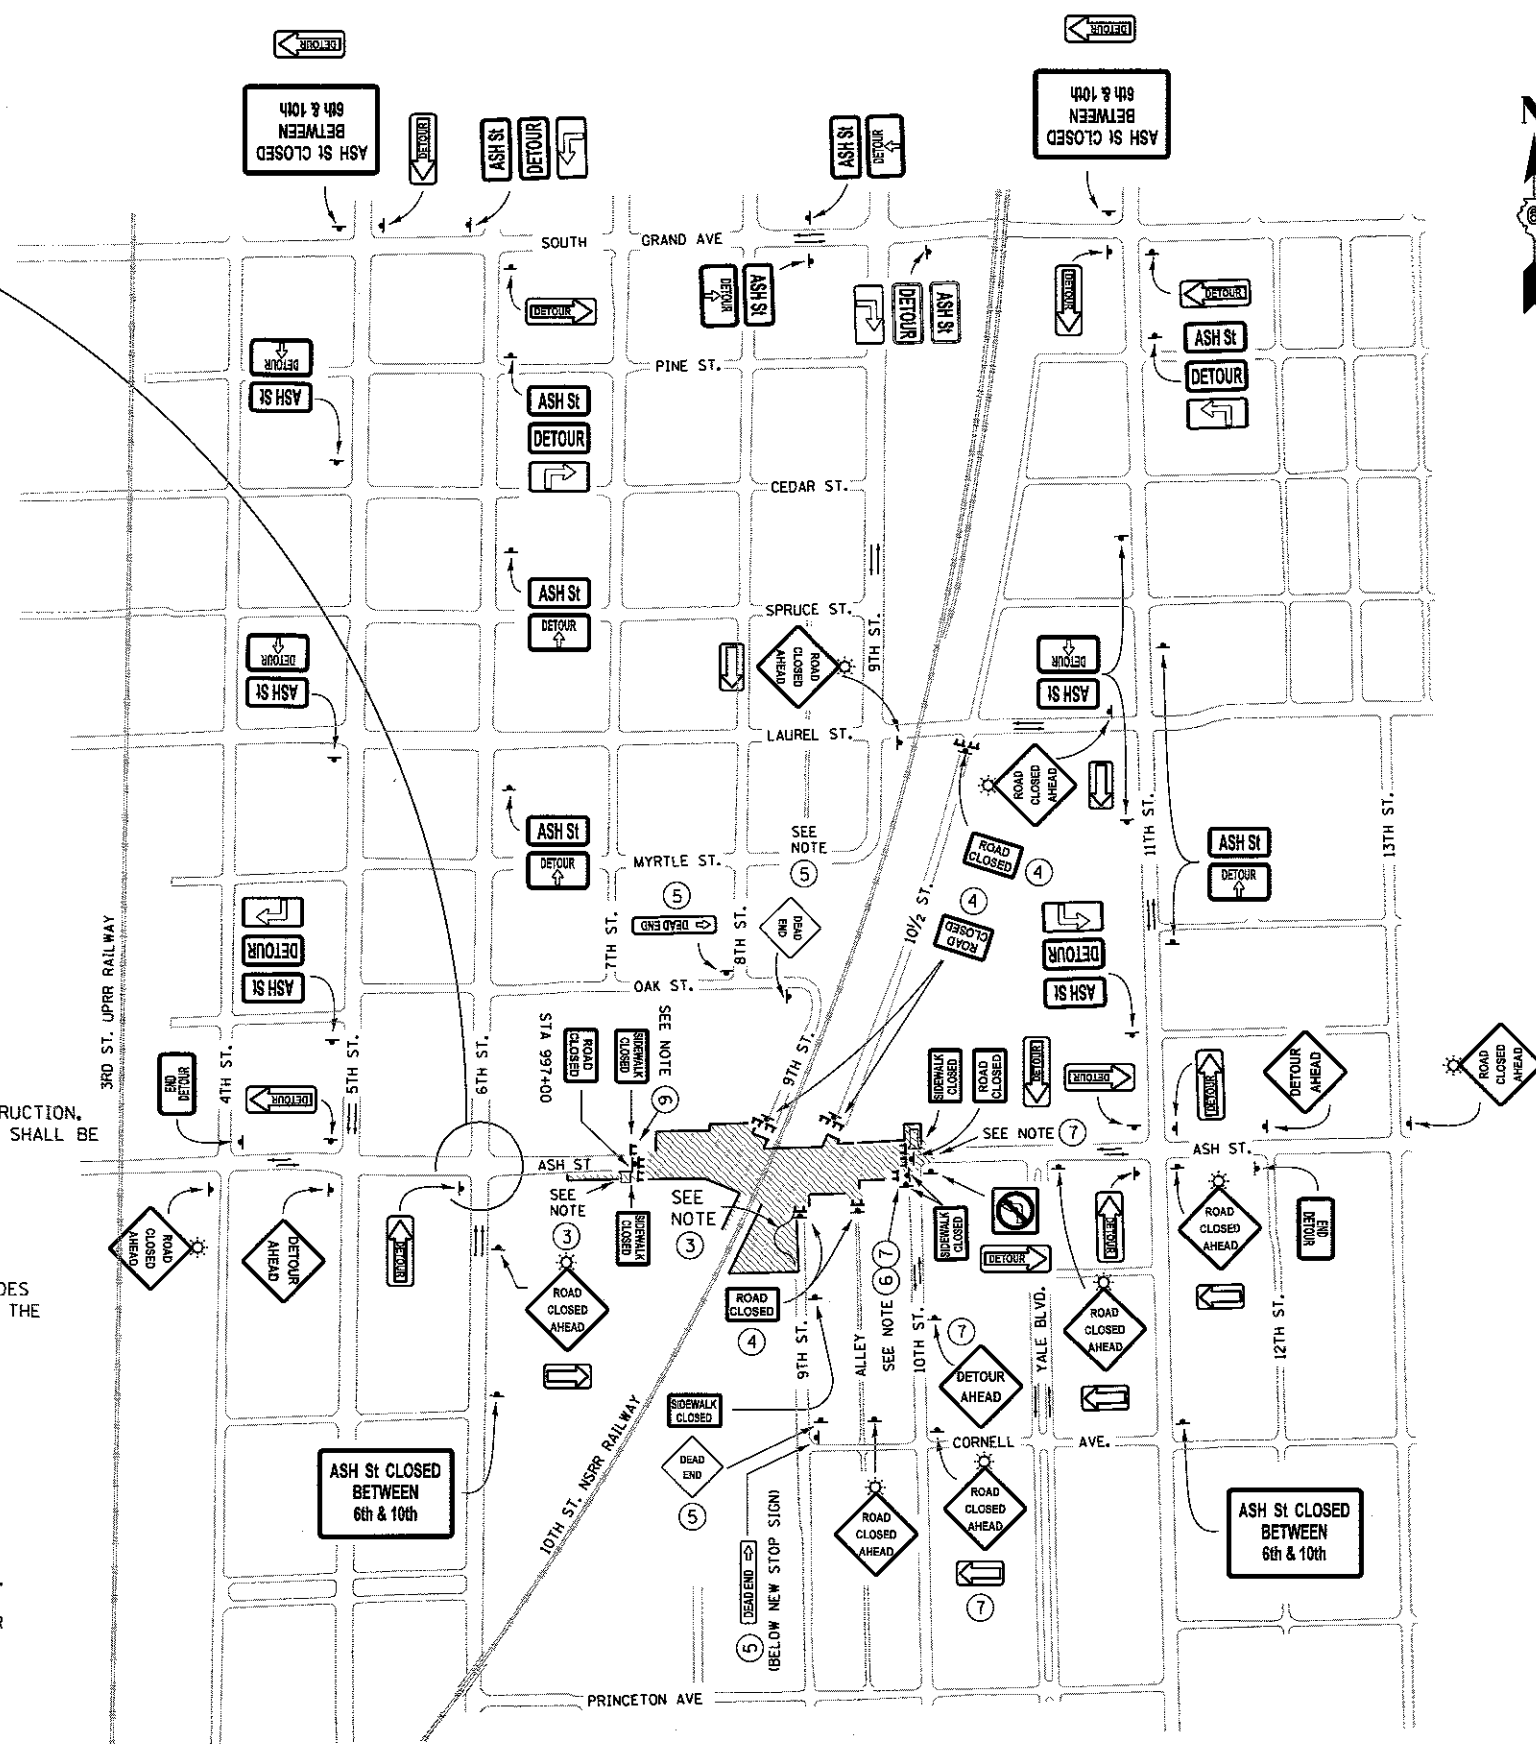 DETOUR
DETOUR
ASH St CLOSED
BETWEEN
6th & 10th
DETOUR
ASH St
DETOUR
ASH St
DETOUR
ASH St CLOSED
BETWEEN
6th & 10th
N
SOUTH
GRAND AVE
DETOUR
DETOUR
ASH St
DETOUR
ASH St
DETOUR
DETOUR
ASH St
DETOUR
PINE ST.
DETOUR
ASH St
ASH St
DETOUR
CEDAR ST.
ASH St
DETOUR
SPRUCE ST.
9TH ST.
DETOUR
ASH St
ROAD
CLOSED
AHEAD
DETOUR
ASH St
LAUREL ST.
ROAD
CLOSED
AHEAD
11TH ST.
13TH ST.
ASH St
DETOUR
SEE
NOTE
5
MYRTLE ST.
ROAD
CLOSED
4
ASH St
DETOUR
5
DEAD END
7TH ST.
8TH ST.
DEAD
END
10½ ST.
4
ROAD
CLOSED
DETOUR
ASH St
DETOUR
ASH St
3RD ST. UPRR RAILWAY
OAK ST.
4TH ST.
5TH ST.
6TH ST.
STA 997+00
ROAD
CLOSED
SIDEWALK
CLOSED
SEE NOTE
6
9TH ST.
END
DETOUR
DETOUR
SIDEWALK
CLOSED
ROAD
CLOSED
DETOUR
DETOUR
DETOUR
DETOUR
AHEAD
ROAD
CLOSED
AHEAD
RUCTION.
SHALL BE
SEE NOTE 7
ASH ST.
ASH ST
SEE
NOTE
3
SEE
NOTE
3
SIDEWALK
CLOSED
SIDEWALK
CLOSED
ROAD
CLOSED
AHEAD
DETOUR
AHEAD
DETOUR
DETOUR
DETOUR
ROAD
CLOSED
AHEAD
END
DETOUR
DES
THE
ROAD
CLOSED
AHEAD
ROAD
CLOSED
4
9TH ST.
ALLEY
SEE NOTE 6 7
10TH ST.
7
DETOUR
AHEAD
YALE BLVD.
ROAD
CLOSED
AHEAD
12TH ST.
SIDEWALK
CLOSED
10TH ST. NSRR RAILWAY
CORNELL
AVE.
DEAD
END
5
ASH St CLOSED
BETWEEN
6th & 10th
ROAD
CLOSED
AHEAD
ROAD
CLOSED
AHEAD
7
ASH St CLOSED
BETWEEN
6th & 10th
DEAD END
5
(BELOW NEW STOP SIGN)
R
PRINCETON AVE